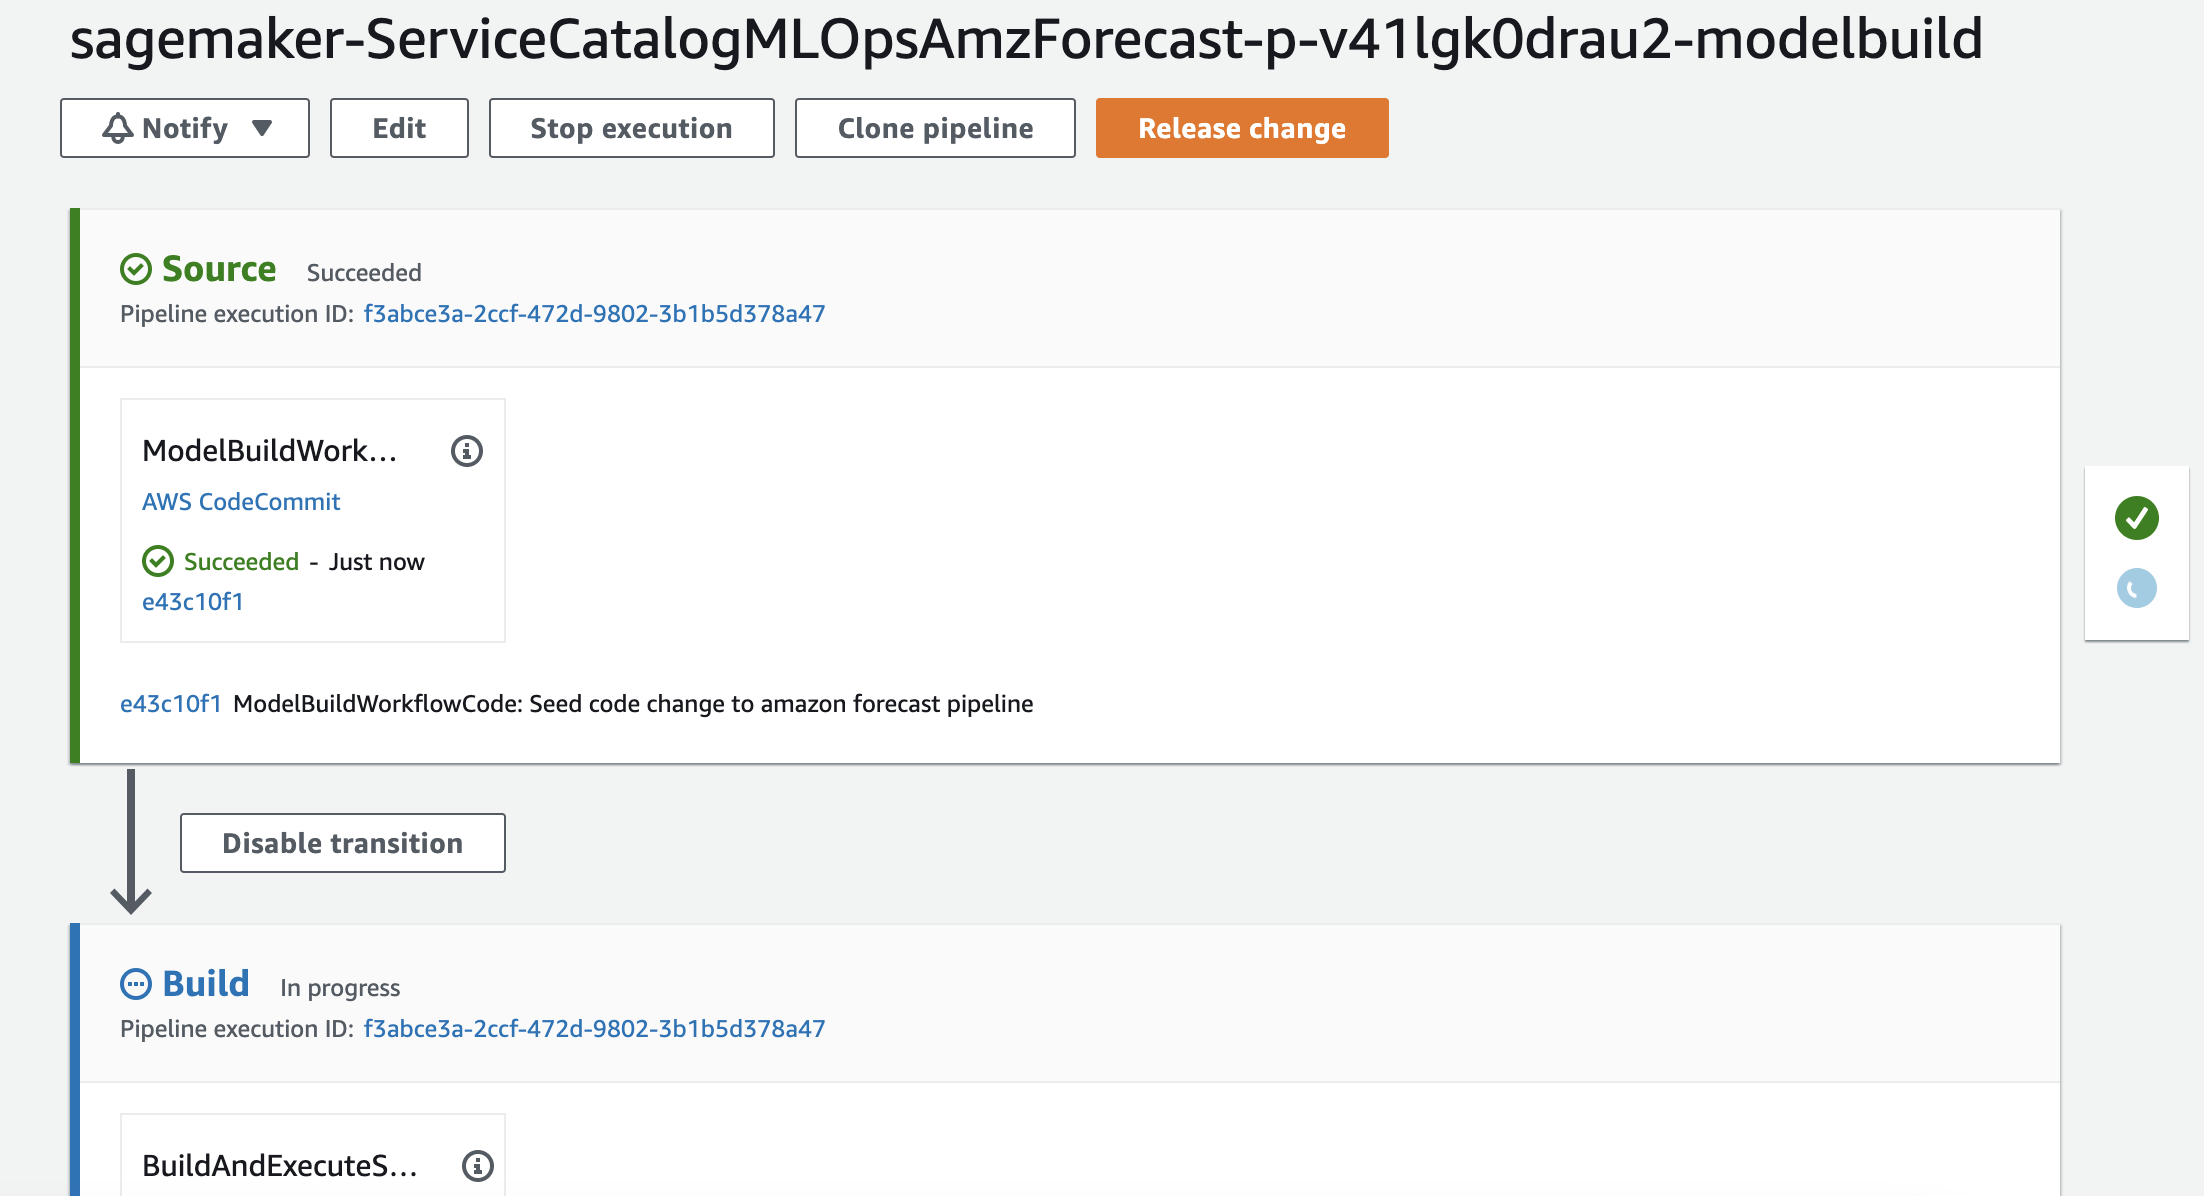 sagemaker-ServiceCatalogMLOpsAmzForecast-p-v41lgk0drau2-modelbuild
Notify Edit Stop execution Clone pipeline Release change
Source Succeeded
Pipeline execution ID: f3abce3a-2ccf-472d-9802-3b1b5d378a47
ModelBuildWork...
AWS CodeCommit
Succeeded - Just now
e43c10f1
e43c10f1 ModelBuildWorkflowCode: Seed code change to amazon forecast pipeline
Disable transition
Build In progress
Pipeline execution ID: f3abce3a-2ccf-472d-9802-3b1b5d378a47
BuildAndExecuteS...